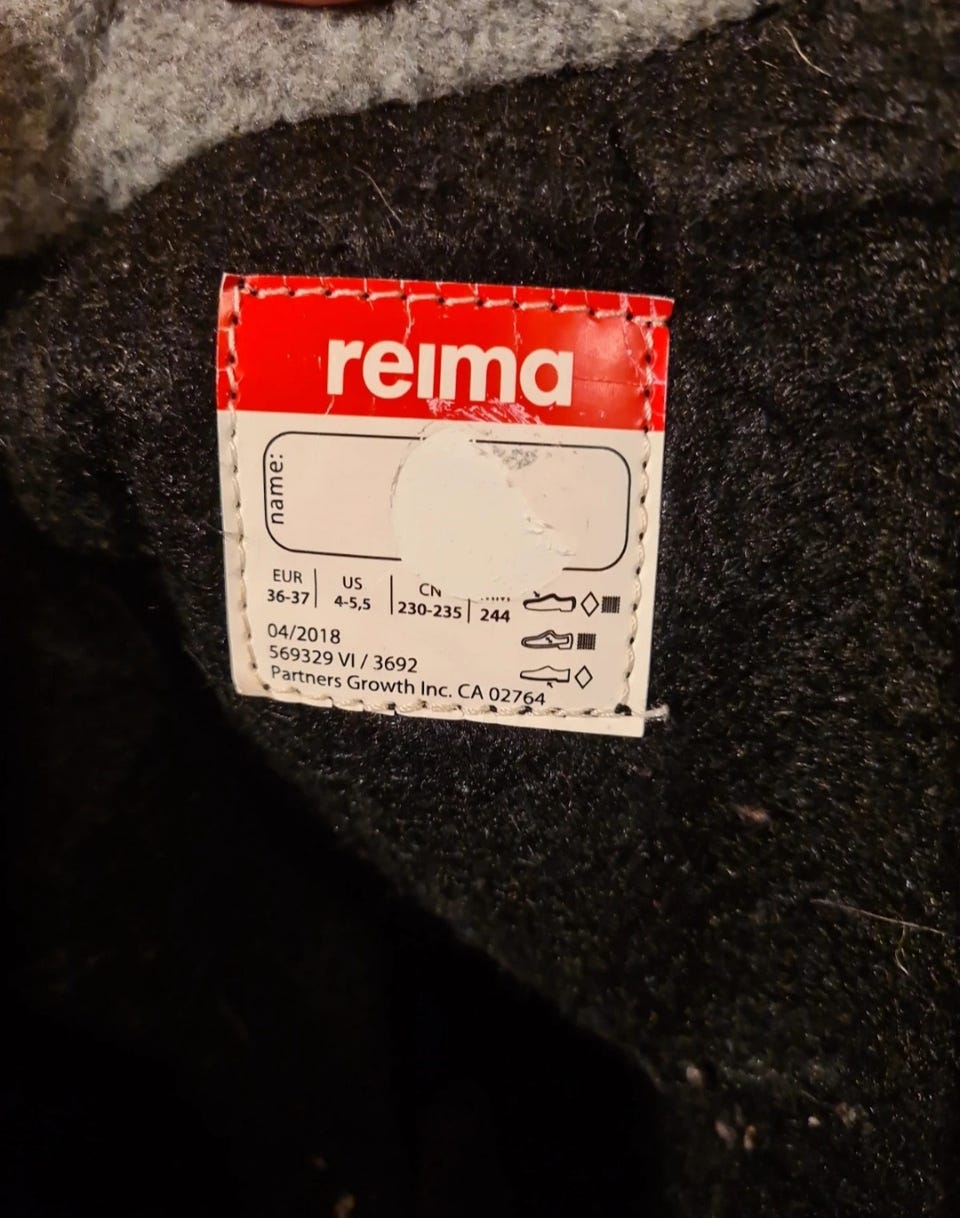 reima
name:
EUR US CN
36-37 4-5,5 230-235 244
04/2018
569329 VI / 3692
Partners Growth Inc. CA 02764